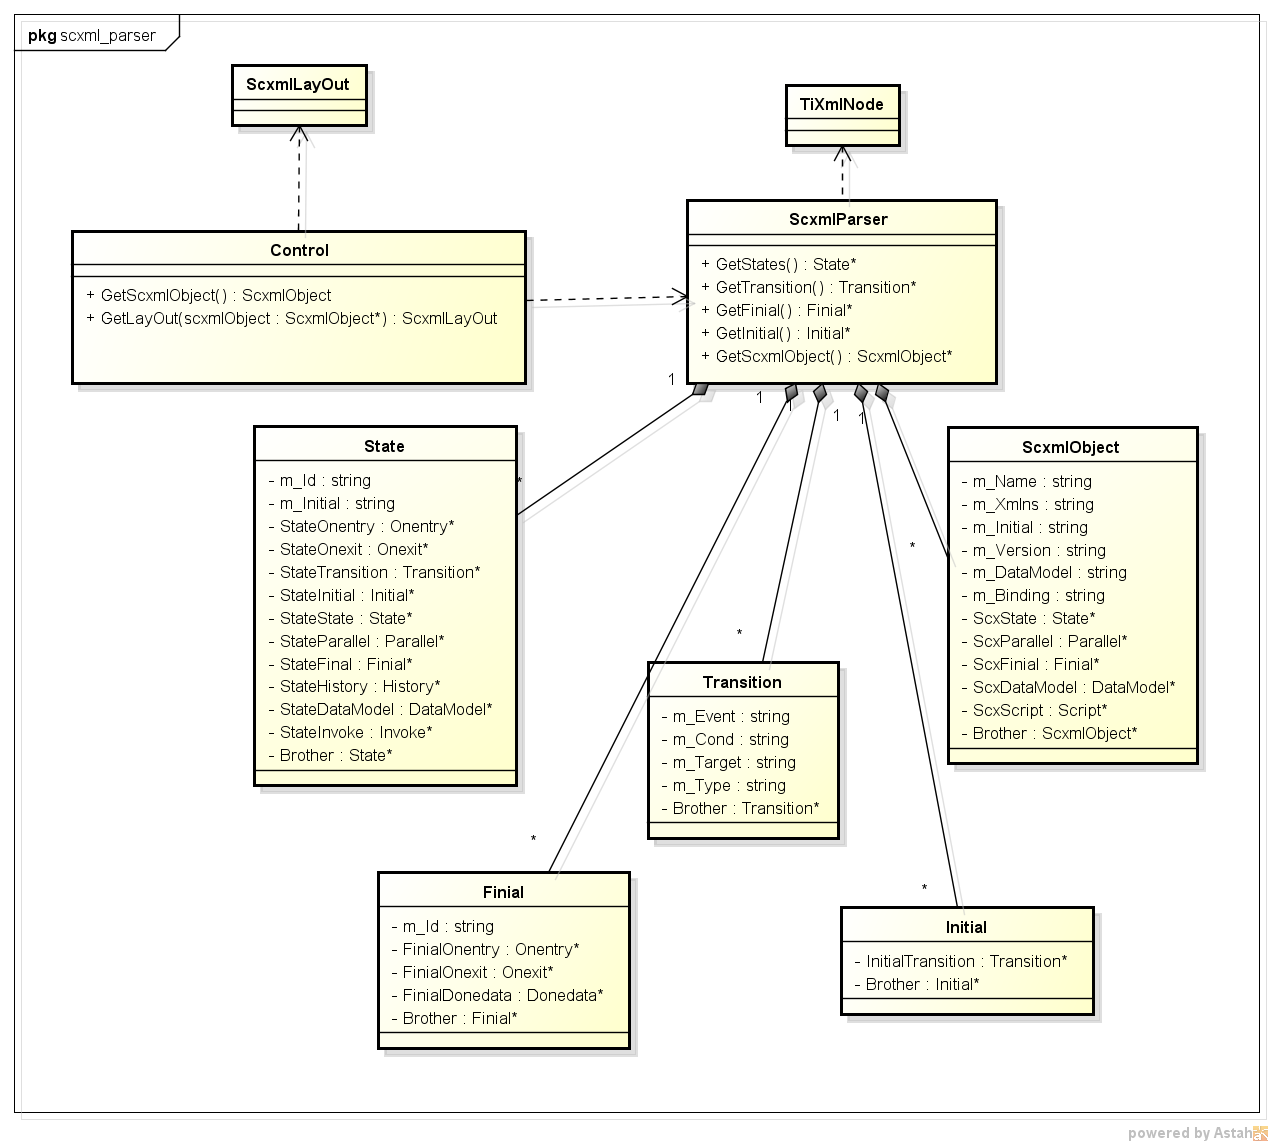 pkg scxml_parser
ScxmlLayOut
TiXmlNode
Control
+ GetScxmlObject() : ScxmlObject
+ GetLayOut(scxmlObject : ScxmlObject*) : ScxmlLayOut
ScxmlParser
+ GetStates() : State*
+ GetTransition() : Transition*
+ GetFinial() : Finial*
+ GetInitial() : Initial*
+ GetScxmlObject() : ScxmlObject*
1
1
1
1
1
*
*
*
*
*
State
- m_Id : string
- m_Initial : string
- StateOnentry : Onentry*
- StateOnexit : Onexit*
- StateTransition : Transition*
- StateInitial : Initial*
- StateState : State*
- StateParallel : Parallel*
- StateFinal : Finial*
- StateHistory : History*
- StateDataModel : DataModel*
- StateInvoke : Invoke*
- Brother : State*
ScxmlObject
- m_Name : string
- m_Xmlns : string
- m_Initial : string
- m_Version : string
- m_DataModel : string
- m_Binding : string
- ScxState : State*
- ScxParallel : Parallel*
- ScxFinial : Finial*
- ScxDataModel : DataModel*
- ScxScript : Script*
- Brother : ScxmlObject*
Transition
- m_Event : string
- m_Cond : string
- m_Target : string
- m_Type : string
- Brother : Transition*
Finial
- m_Id : string
- FinialOnentry : Onentry*
- FinialOnexit : Onexit*
- FinialDonedata : Donedata*
- Brother : Finial*
Initial
- InitialTransition : Transition*
- Brother : Initial*
powered by Astah